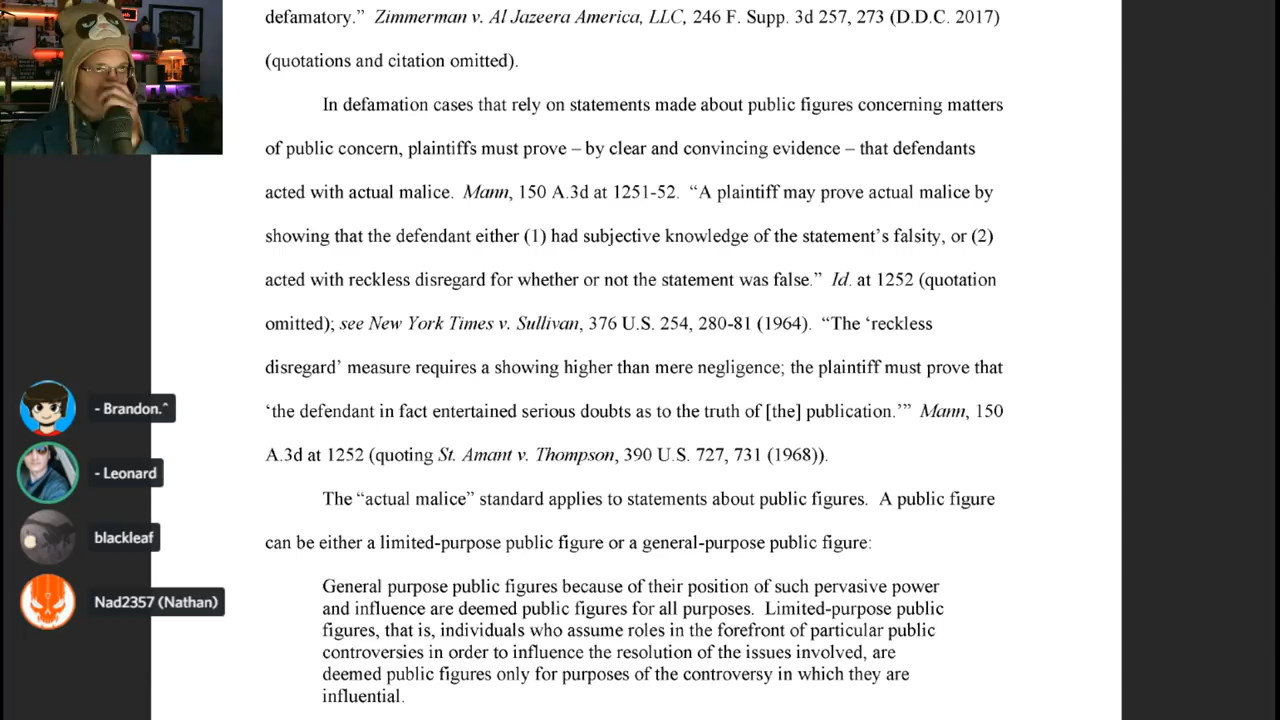 defamatory.” Zimmerman v. Al Jazeera America, LLC, 246 F. Supp. 3d 257, 273 (D.D.C. 2017)
(quotations and citation omitted).
In defamation cases that rely on statements made about public figures concerning matters
of public concern, plaintiffs must prove – by clear and convincing evidence – that defendants
acted with actual malice. Mann, 150 A.3d at 1251-52. “A plaintiff may prove actual malice by
showing that the defendant either (1) had subjective knowledge of the statement’s falsity, or (2)
acted with reckless disregard for whether or not the statement was false.” Id. at 1252 (quotation
omitted); see New York Times v. Sullivan, 376 U.S. 254, 280-81 (1964). “The ‘reckless
disregard’ measure requires a showing higher than mere negligence; the plaintiff must prove that
‘the defendant in fact entertained serious doubts as to the truth of [the] publication.’” Mann, 150
A.3d at 1252 (quoting St. Amant v. Thompson, 390 U.S. 727, 731 (1968)).
The “actual malice” standard applies to statements about public figures. A public figure
can be either a limited-purpose public figure or a general-purpose public figure:
General purpose public figures because of their position of such pervasive power
and influence are deemed public figures for all purposes. Limited-purpose public
figures, that is, individuals who assume roles in the forefront of particular public
controversies in order to influence the resolution of the issues involved, are
deemed public figures only for purposes of the controversy in which they are
influential.
- Brandon.^
- Leonard
blackleaf
Nad2357 (Nathan)